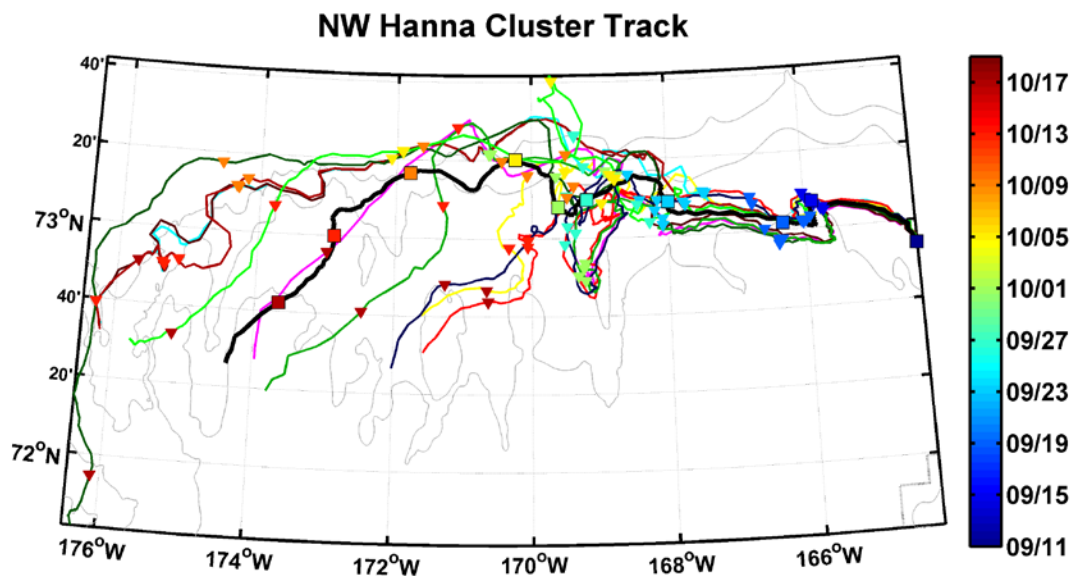 NW Hanna Cluster Track
40'
20'
73°N
40'
20'
72°N
176°W
174°W
172°W
170°W
168°W
166°W
10/17
10/13
10/09
10/05
10/01
09/27
09/23
09/19
09/15
09/11